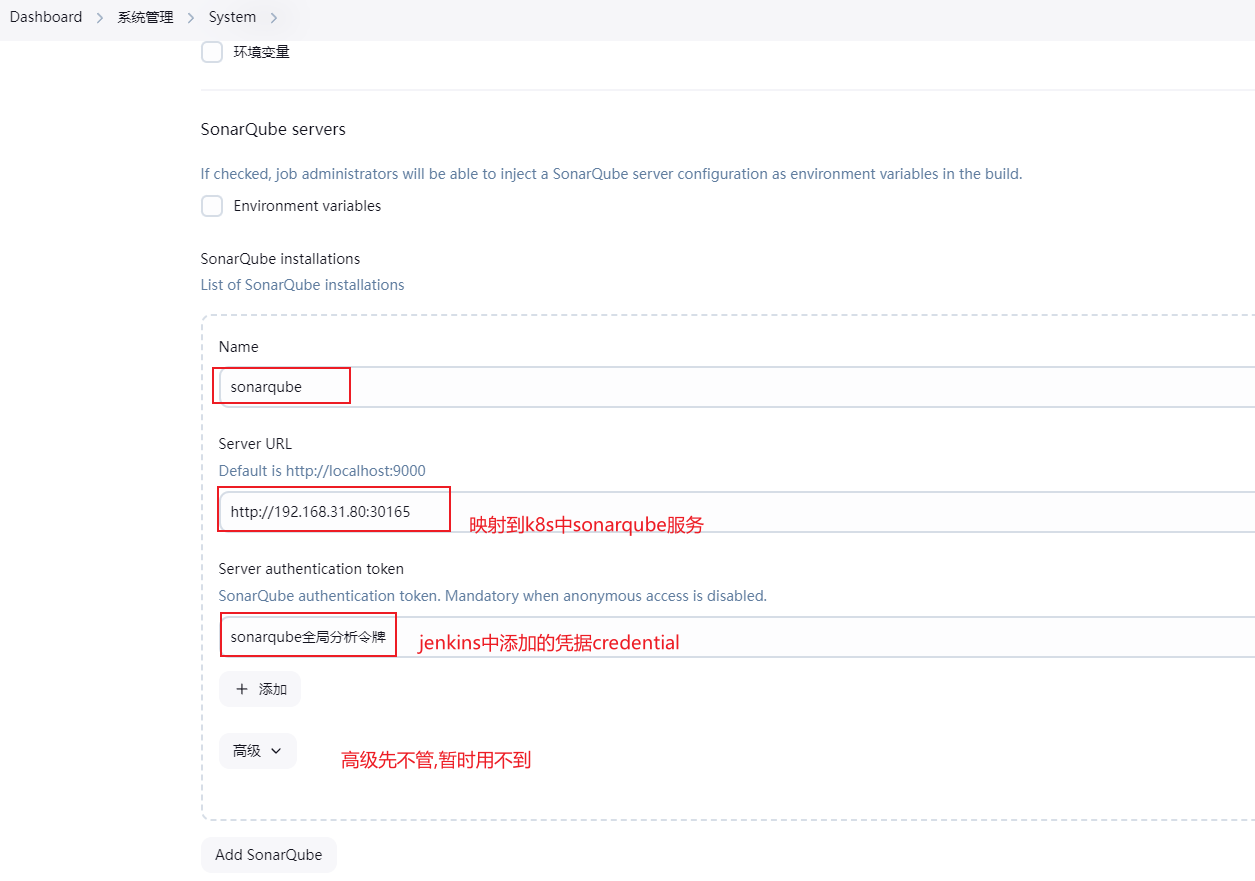 Dashboard 系统管理 System
环境变量
SonarQube servers
If checked, job administrators will be able to inject a SonarQube server configuration as environment variables in the build.
Environment variables
SonarQube installations
List of SonarQube installations
Name
sonarqube
Server URL
Default is http://localhost:9000
http://192.168.31.80:30165
映射到k8s中sonarqube服务
Server authentication token
SonarQube authentication token. Mandatory when anonymous access is disabled.
sonarqube全局分析令牌
jenkins中添加的凭据credential
添加
高级
高级先不管,暂时用不到
Add SonarQube